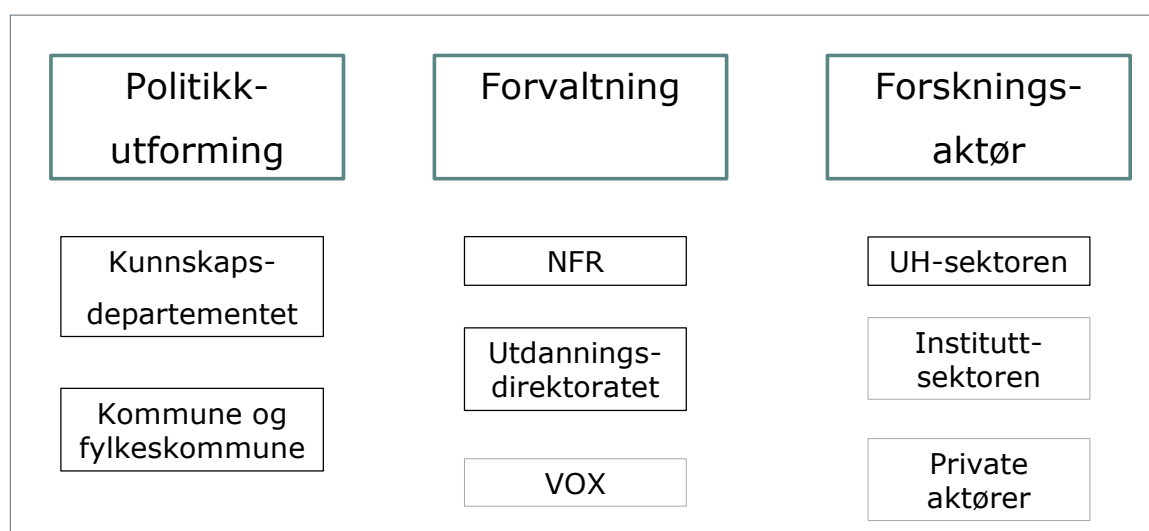 Politikk-
utforming
Forvaltning
Forsknings-
aktør
Kunnskaps-
departementet
Kommune og
fylkeskommune
NFR
Utdannings-
direktoratet
VOX
UH-sektoren
Institutt-
sektoren
Private
aktører